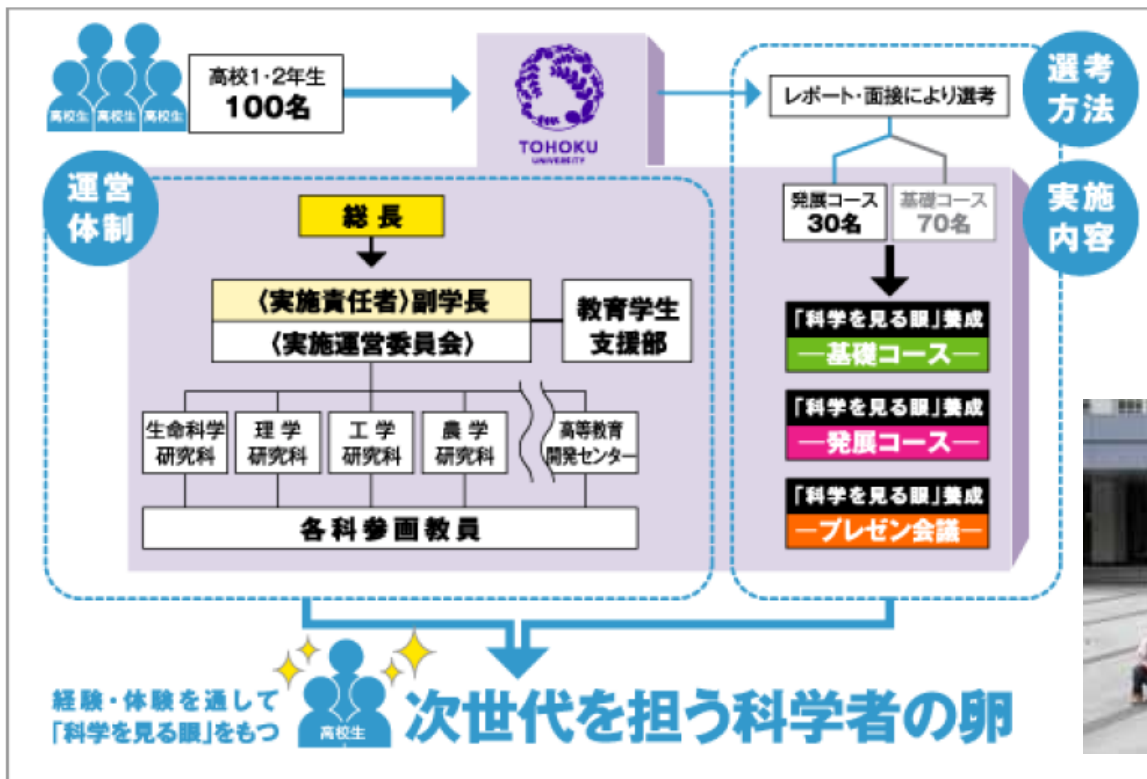 高校生
高校生
高校生
高校1・2年生
100名
TOHOKU
UNIVERSITY
レポート・面接により選考
選考
方法
実施
内容
発展コース
30名
基礎コース
70名
「科学を見る眼」養成
―基礎コース―
「科学を見る眼」養成
―発展コース―
「科学を見る眼」養成
―プレゼン会議―
運営
体制
総長
〈実施責任者〉副学長
〈実施運営委員会〉
教育学生
支援部
生命科学
研究科
理学
研究科
工学
研究科
農学
研究科
高等教育
開発センター
各科参画教員
経験・体験を通して
「科学を見る眼」をもつ
高校生
次世代を担う科学者の卵